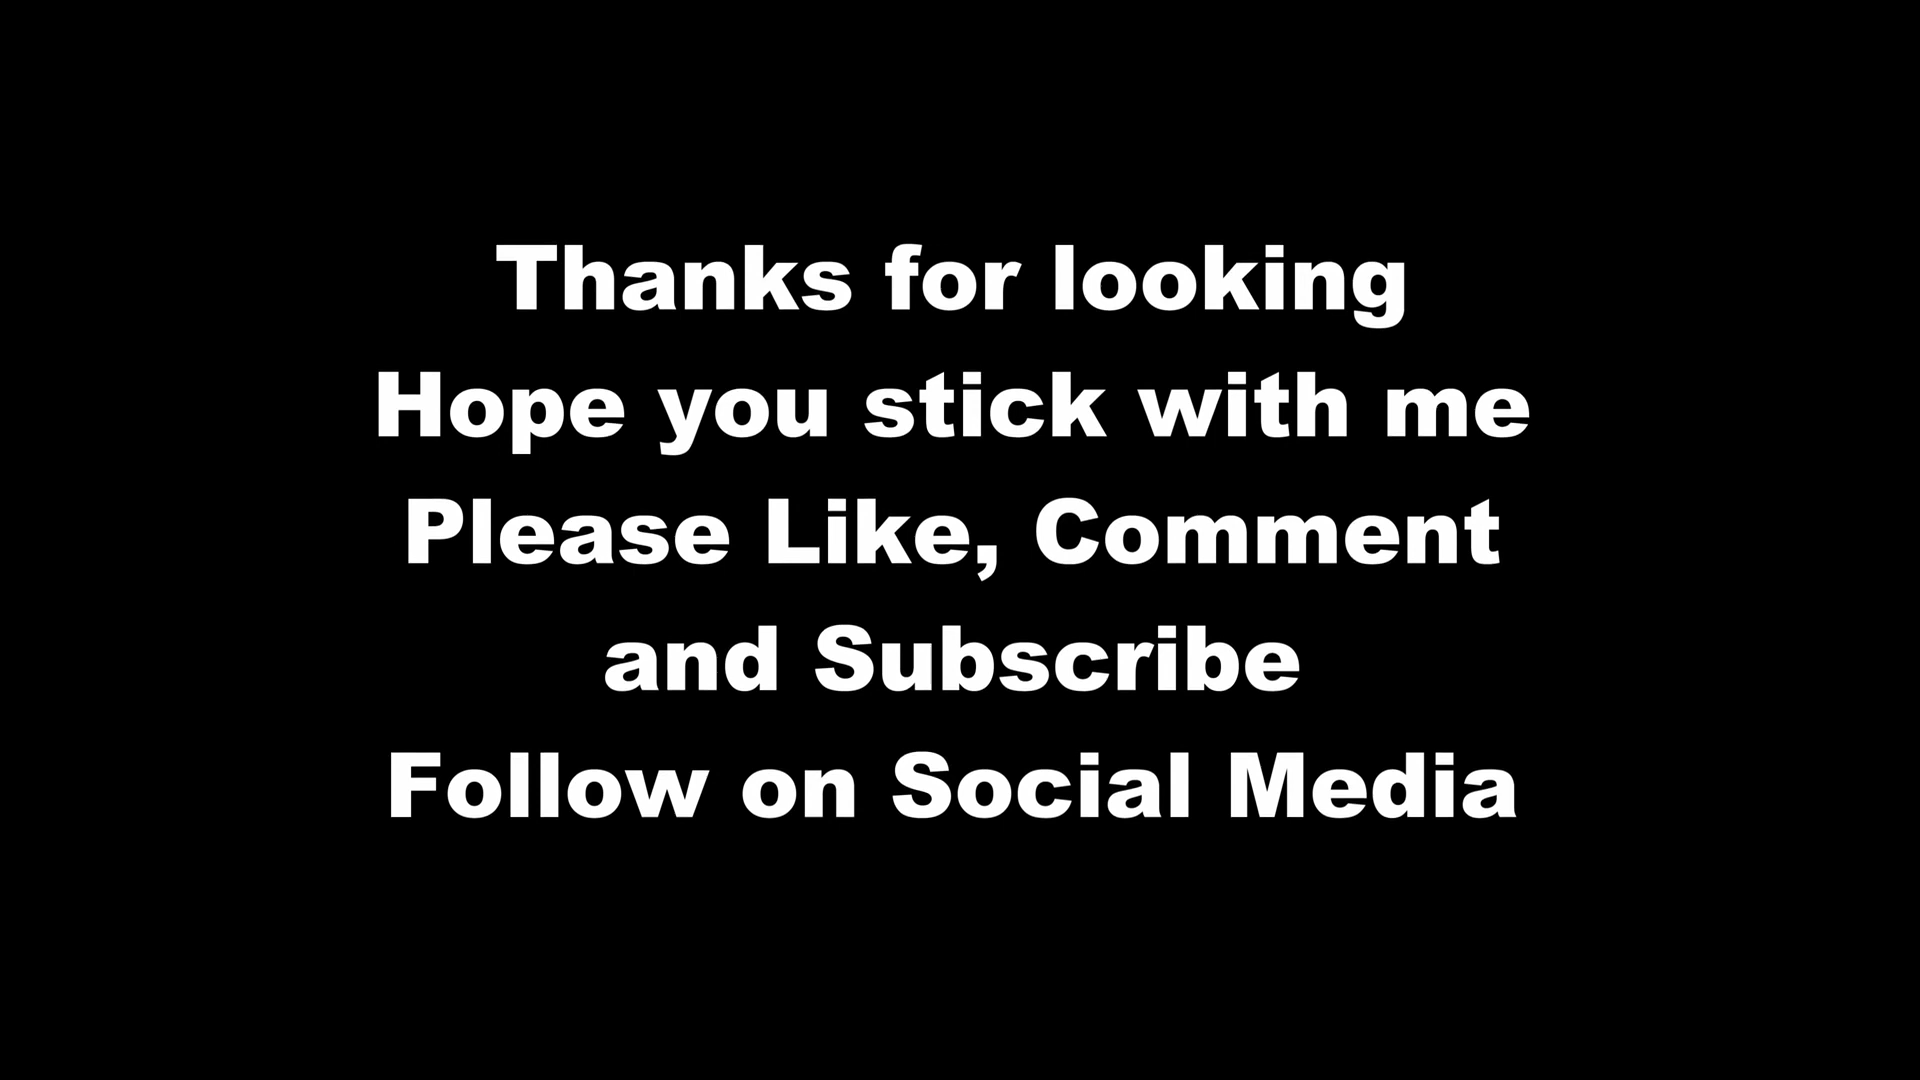 Thanks for looking
Hope you stick with me
Please Like, Comment
and Subscribe
Follow on Social Media